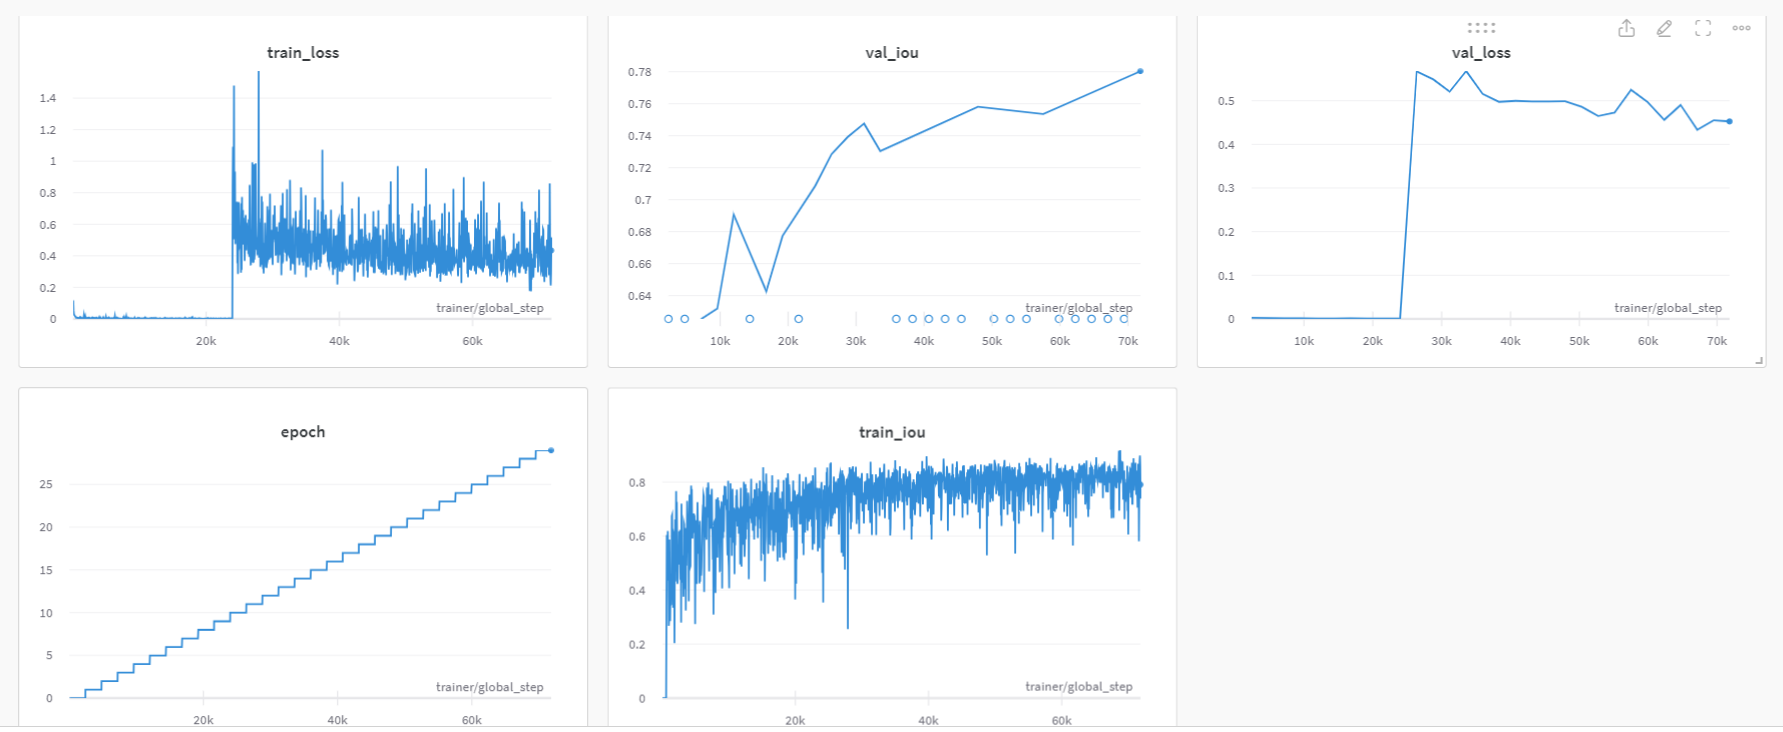 train_loss
1.4
1.2
1
0.8
0.6
0.4
0.2
0
trainer/global_step
20k 40k 60k
val_iou
0.78
0.76
0.74
0.72
0.7
0.68
0.66
0.64
trainer/global_step
10k 20k 30k 40k 50k 60k 70k
val_loss
0.5
0.4
0.3
0.2
0.1
0
trainer/global_step
10k 20k 30k 40k 50k 60k 70k
epoch
25
20
15
10
5
0
trainer/global_step
20k 40k 60k
train_iou
0.8
0.6
0.4
0.2
0
trainer/global_step
20k 40k 60k